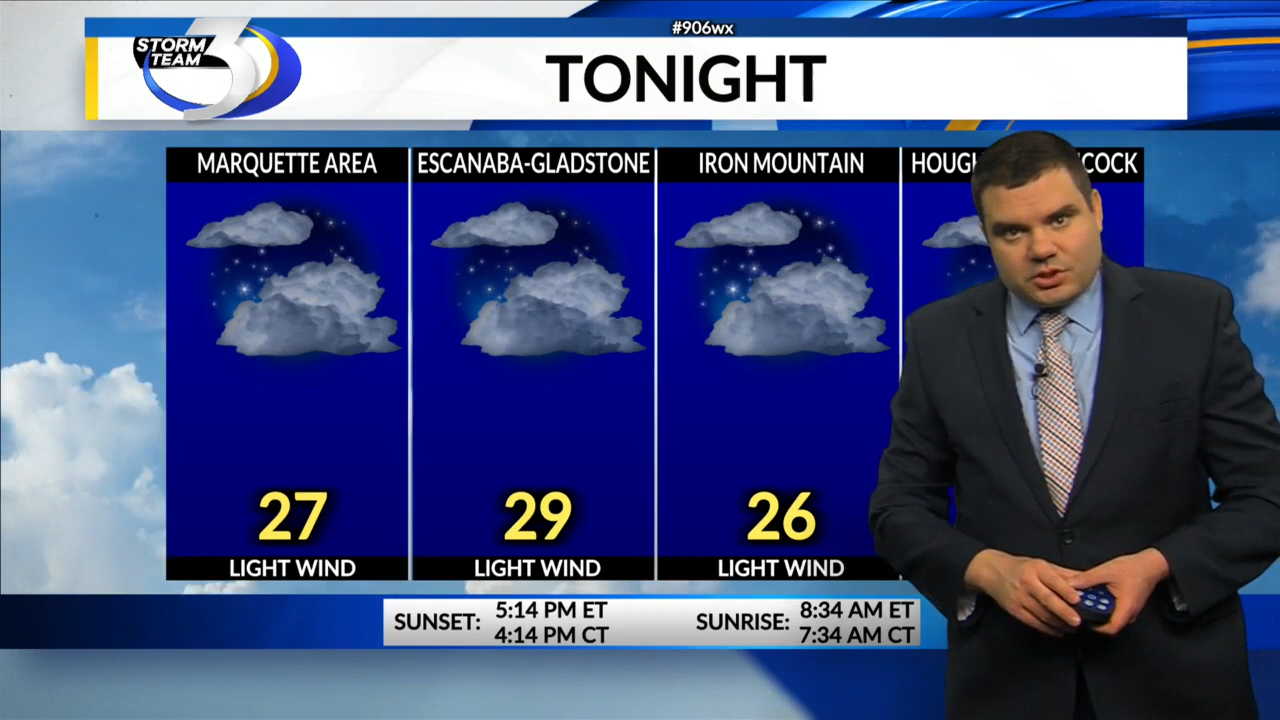 #906wx
STORM
TEAM
3
TONIGHT
MARQUETTE AREA
ESCANABA-GLADSTONE
IRON MOUNTAIN
27
29
26
LIGHT WIND
LIGHT WIND
LIGHT WIND
SUNSET: 5:14 PM ET
4:14 PM CT
SUNRISE: 8:34 AM ET
7:34 AM CT